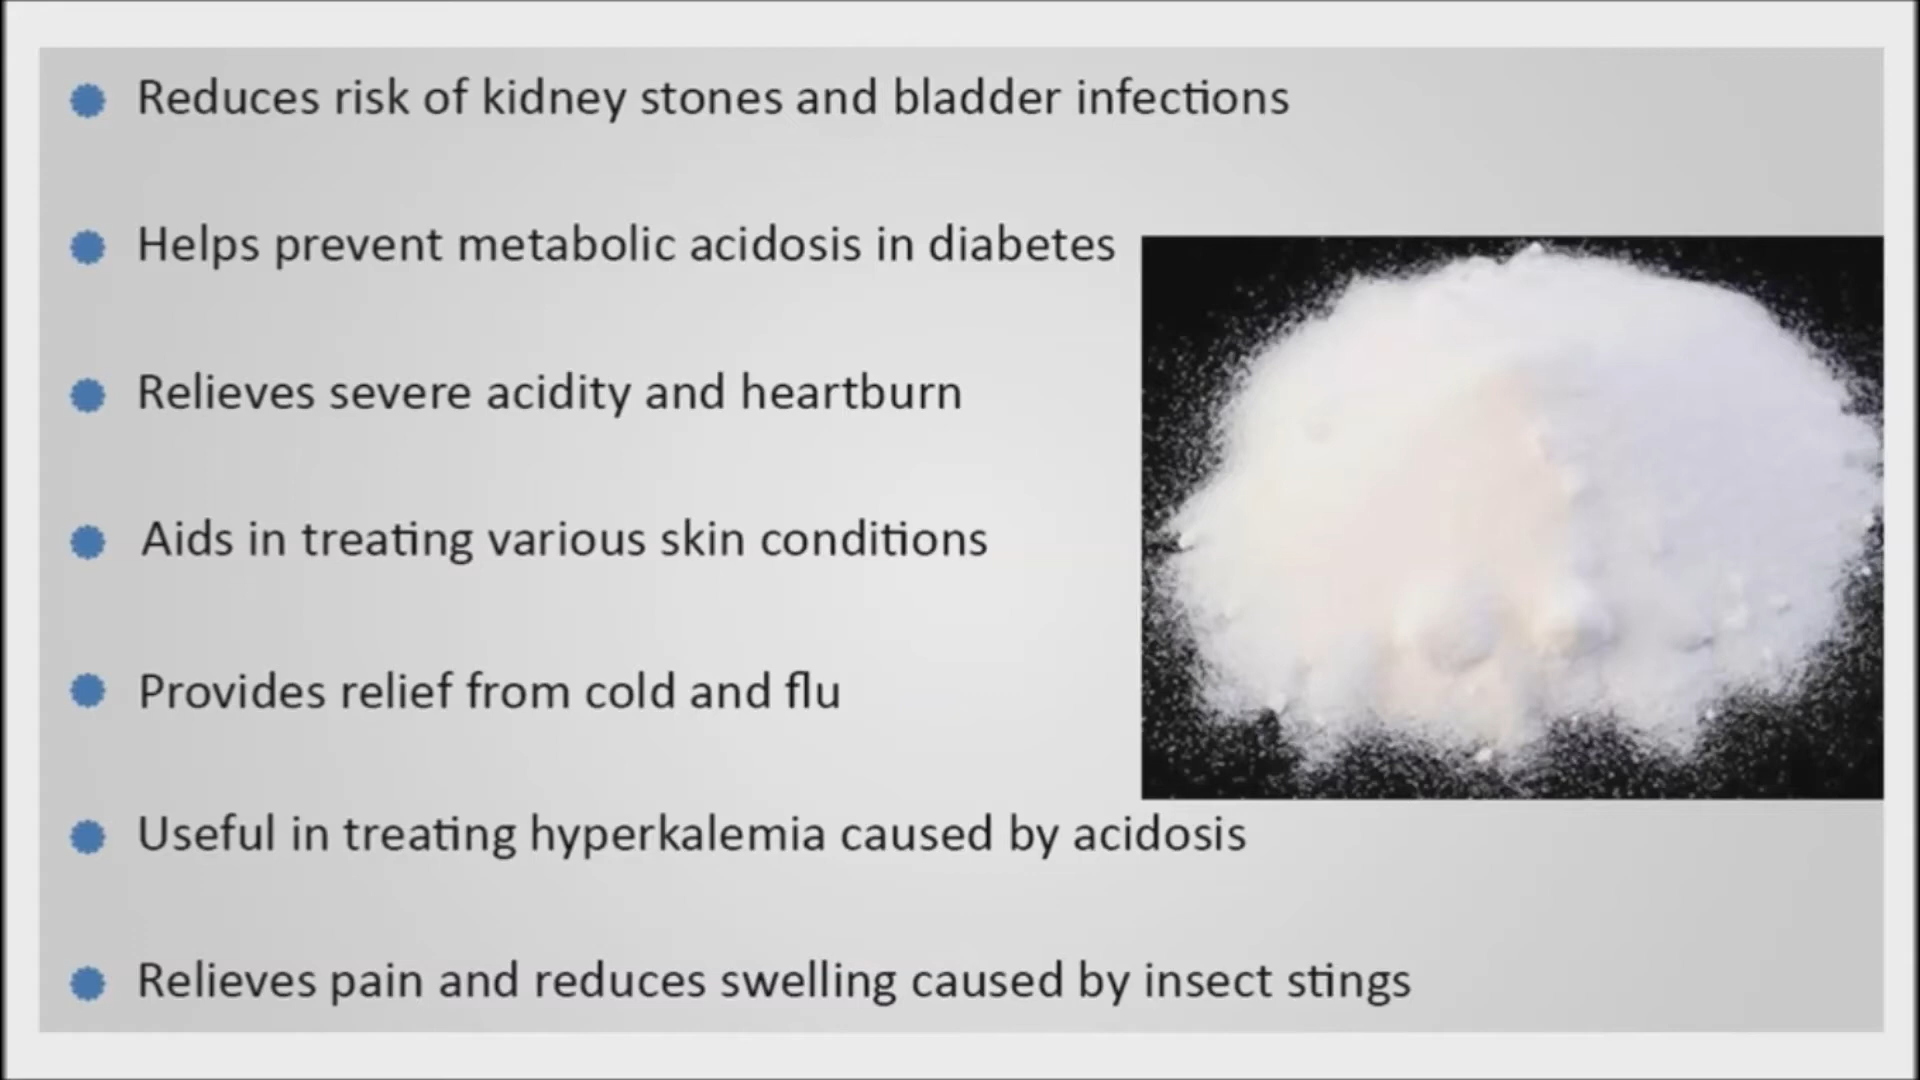 Reduces risk of kidney stones and bladder infections
Helps prevent metabolic acidosis in diabetes
Relieves severe acidity and heartburn
Aids in treating various skin conditions
Provides relief from cold and flu
Useful in treating hyperkalemia caused by acidosis
Relieves pain and reduces swelling caused by insect stings